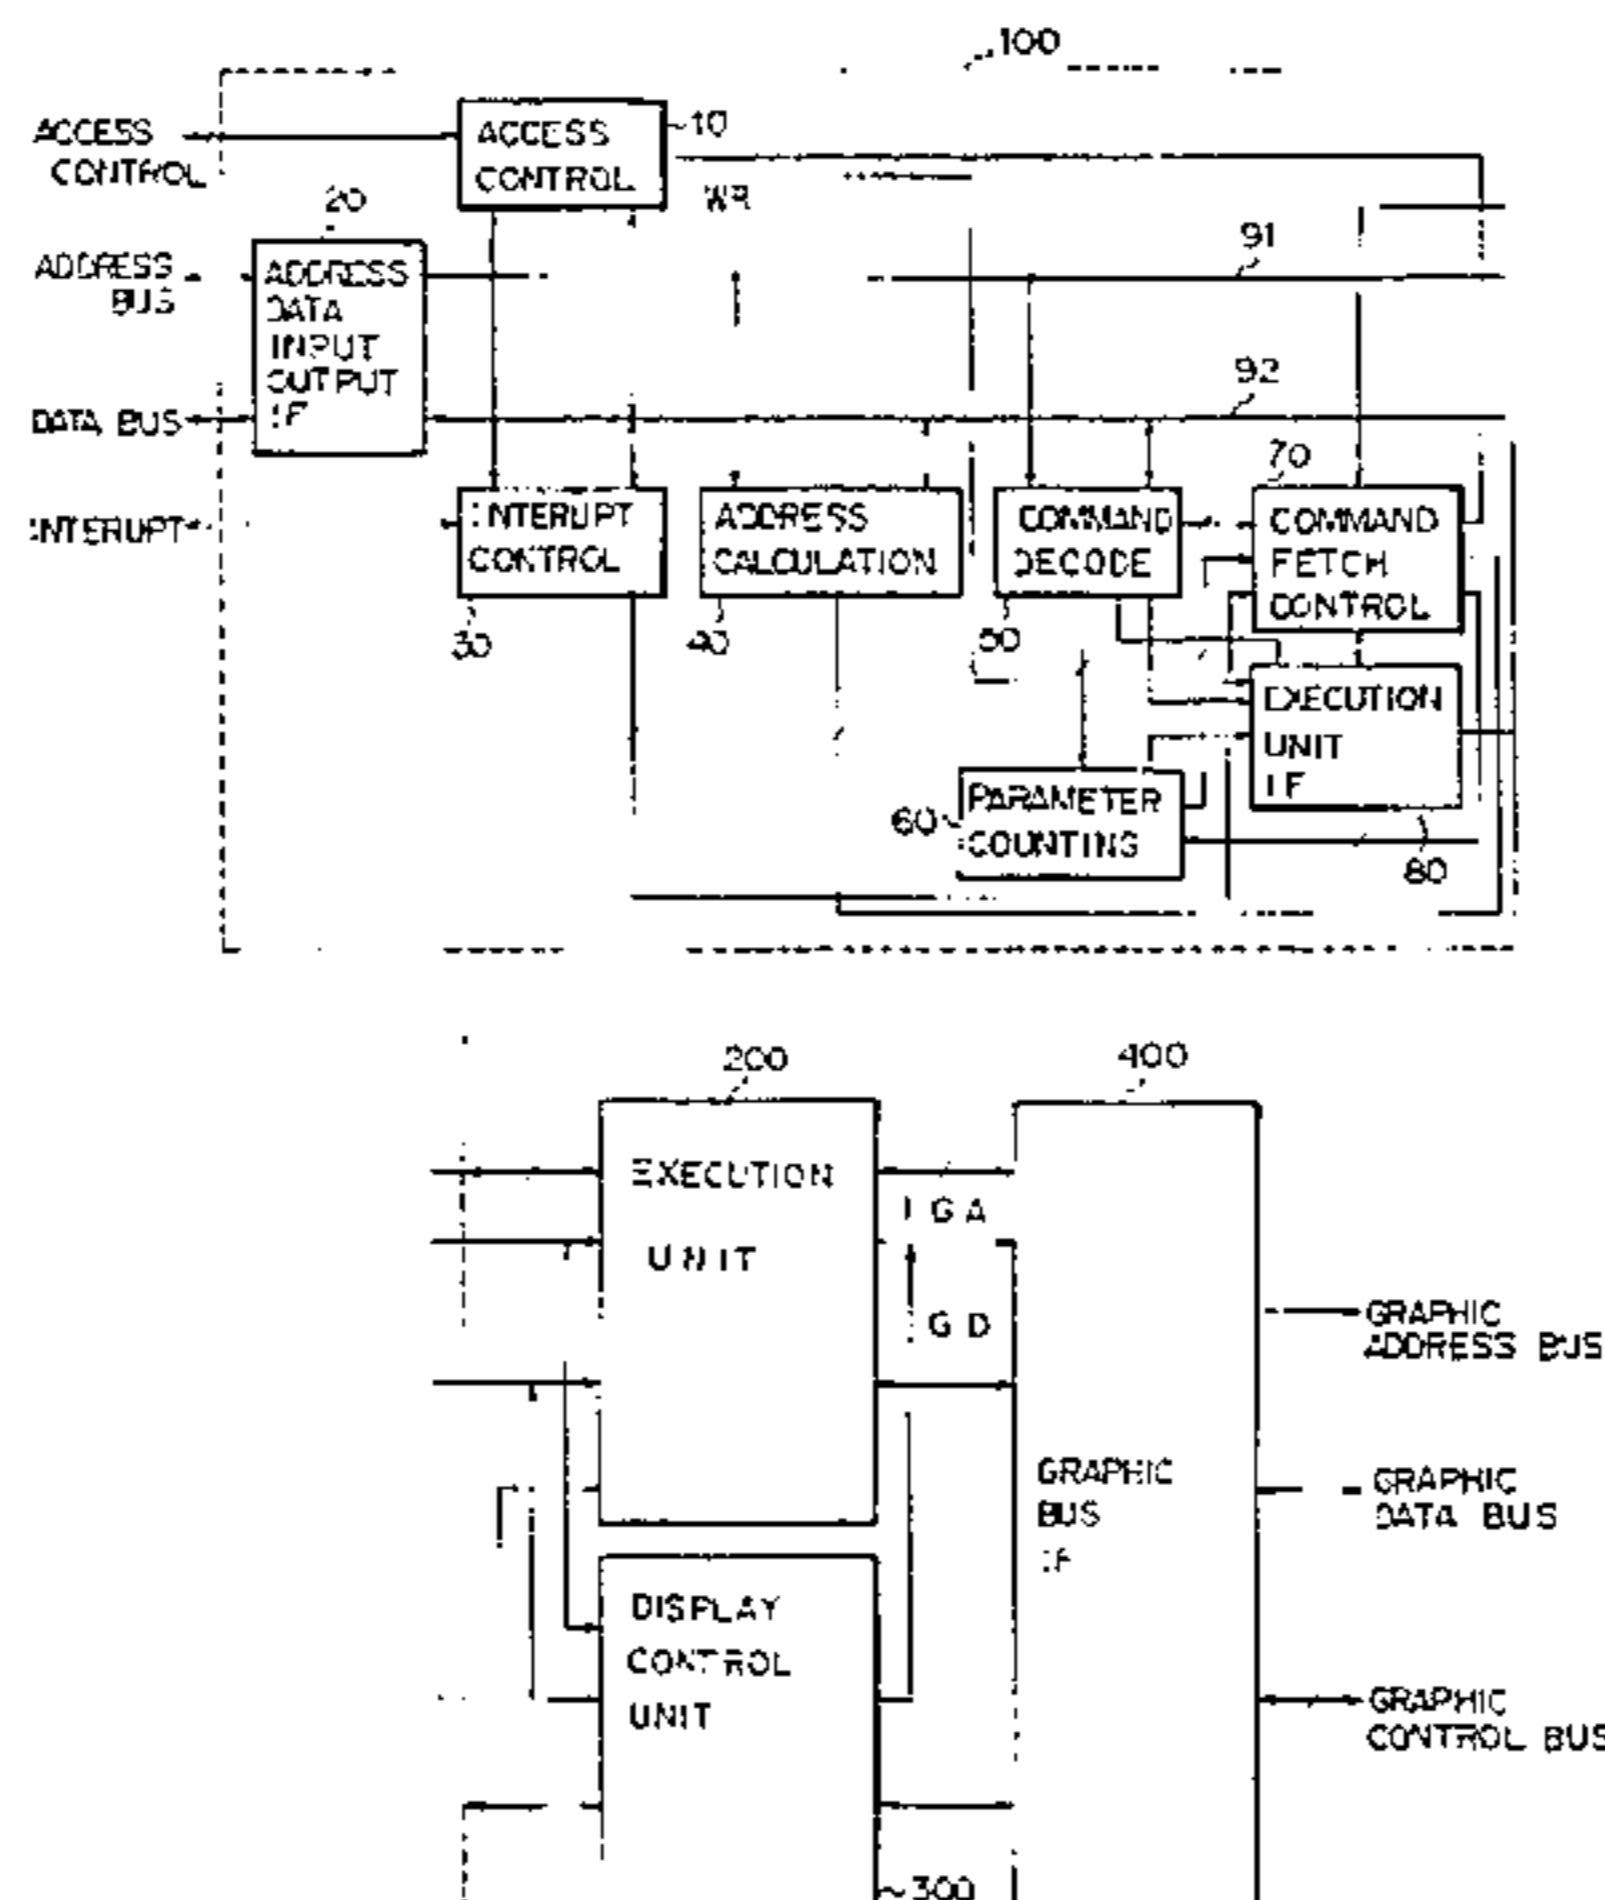 100
ACCESS
CONTROL
ACCESS
CONTROL
10
WR
20
ADDRESS
BUS
ADDRESS
DATA
INPUT
OUTPUT
IF
91
92
DATA BUS
INTERUPT
INTERUPT
CONTROL
30
ADDRESS
CALCULATION
40
COMMAND
DECODE
50
70
COMMAND
FETCH
CONTROL
EXECUTION
UNIT
IF
80
60
PARAMETER
COUNTING
200
400
EXECUTION
UNIT
GA
GD
GRAPHIC
ADDRESS BUS
GRAPHIC
BUS
IF
GRAPHIC
DATA BUS
DISPLAY
CONTROL
UNIT
GRAPHIC
CONTROL BUS
300